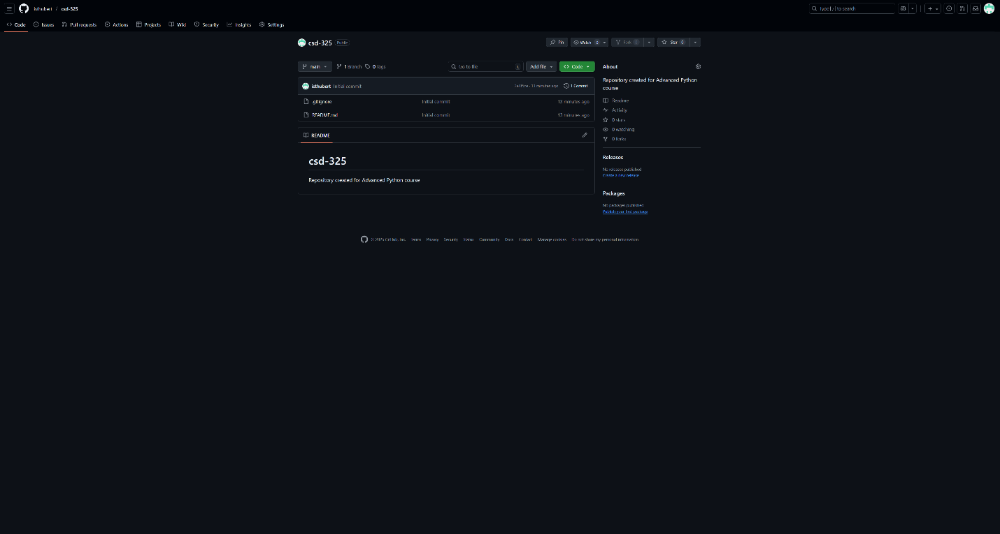 isthubert / csd-325
Type / to search
Code Issues Pull requests Actions Projects Wiki Security Insights Settings
csd-325 Public
Pin Watch 0 Fork 0 Star 0
main 1 Branch 0 Tags
Go to file t
Add file Code
isthubert Initial commit
13 minutes ago 1 Commit
.gitignore Initial commit 13 minutes ago
README.md Initial commit 13 minutes ago
README
csd-325
Repository created for Advanced Python course
About
Repository created for Advanced Python
course
Readme
Activity
0 stars
0 watching
0 forks
Releases
No releases published
Create a new release
Packages
No packages published
Publish your first package
© 2025 GitHub, Inc. Terms Privacy Security Status Community Docs Contact Manage cookies Do not share my personal information